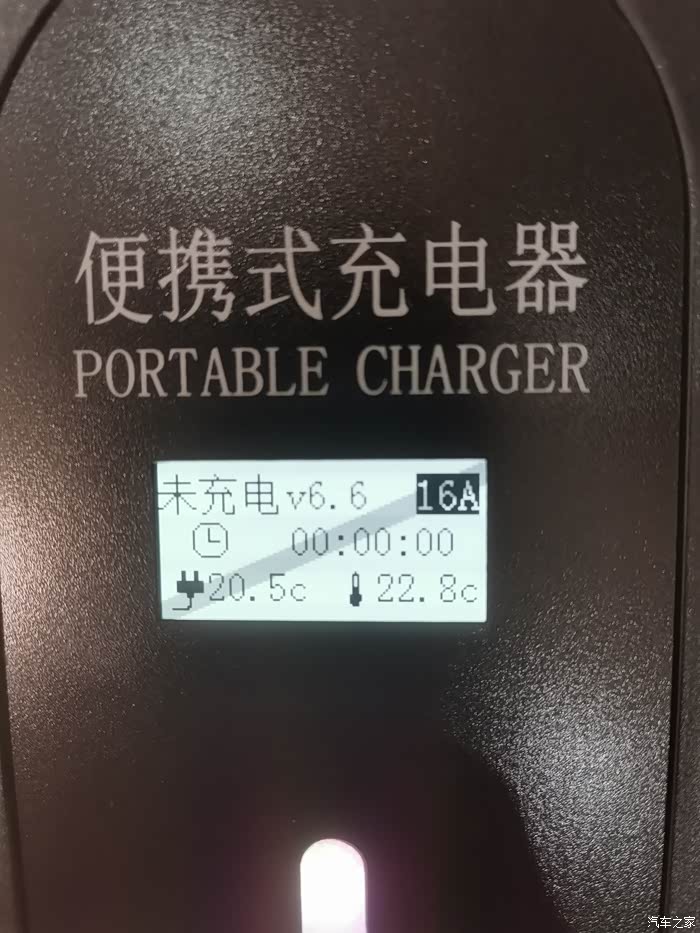 便携式充电器
PORTABLE CHARGER
未充电v6.6 16A
00:00:00
20.5c 22.8c
汽车之家